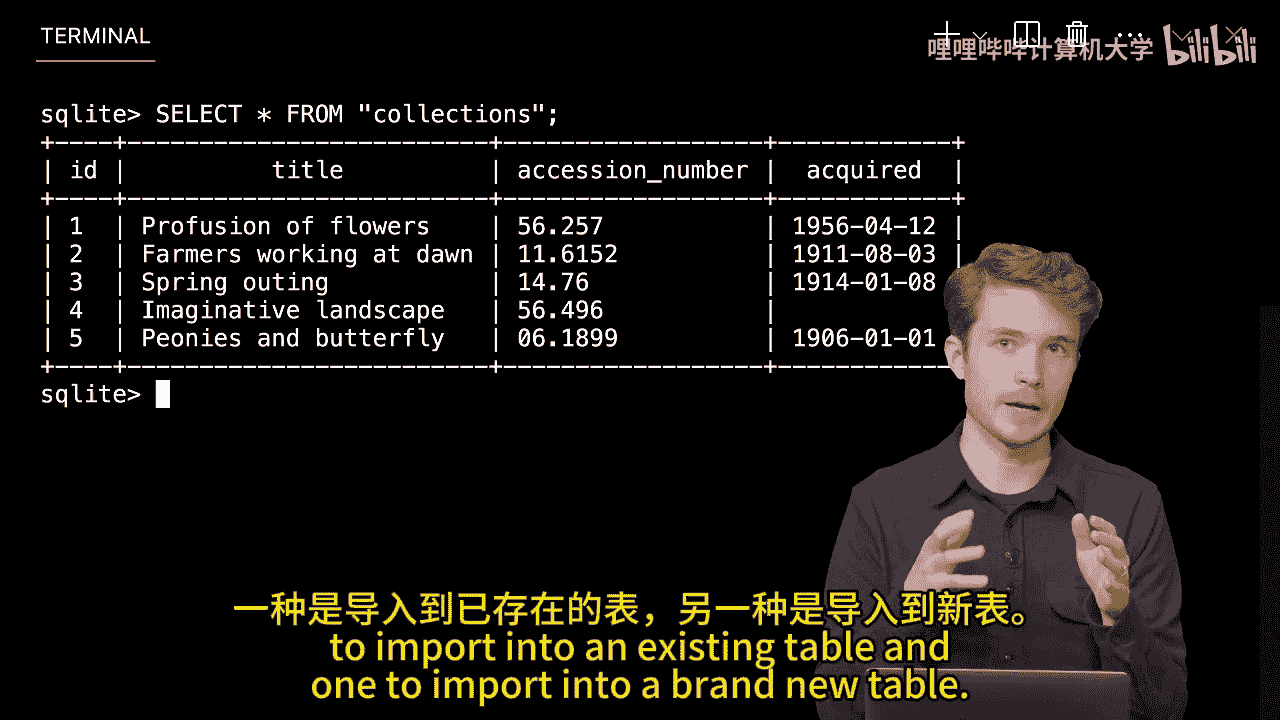 TERMINAL
哔哩哔哩计算机大学 bilibili
sqlite> SELECT * FROM "collections";
+----+--------------------------+------------------+------------+
| id | title | accession_number | acquired |
+----+--------------------------+------------------+------------+
| 1 | Profusion of flowers | 56.257 | 1956-04-12 |
| 2 | Farmers working at dawn | 11.6152 | 1911-08-03 |
| 3 | Spring outing | 14.76 | 1914-01-08
| 4 | Imaginative landscape | 56.496 |
| 5 | Peonies and butterfly | 06.1899 | 1906-01-01
+----+--------------------------+------------------+------------
sqlite>
一种是导入到已存在的表，另一种是导入到新表。
to import into an existing table and
one to import into a brand new table.